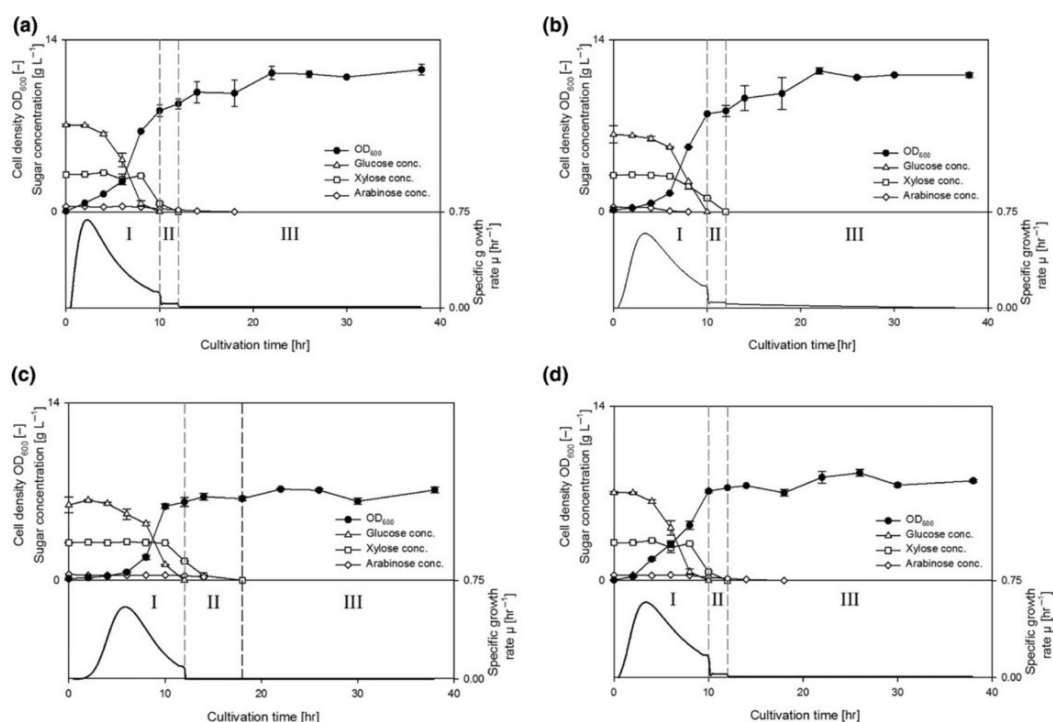 (a)
14
Cell density OD600 [–]
Sugar concentration [g L−1]
OD600
Glucose conc.
Xylose conc.
Arabinose conc.
0
0.75
I
II
III
Specific g owth
rate μ [hr−1]
0.00
0
10
20
30
40
Cultivation time [hr]
(b)
14
Cell density OD600 [–]
Sugar concentration [g L−1]
OD600
Glucose conc.
Xylose conc.
Arabinose conc.
0
0.75
I
II
III
Specific growth
rate μ [hr−1]
0.00
0
10
20
30
40
Cultivation time [hr]
(c)
14
Cell density OD600 [–]
Sugar concentration [g L−1]
OD600
Glucose conc.
Xylose conc.
Arabinose conc.
0
0.75
I
II
III
Specific growth
rate μ [hr−1]
0.00
0
10
20
30
40
Cultivation time [hr]
(d)
14
Cell density OD600 [–]
Sugar concentration [g L−1]
OD600
Glucose conc.
Xylose conc.
Arabinose conc.
0
0.75
I
II
III
Specific growth
rate μ [hr−1]
0.00
0
10
20
30
40
Cultivation time [hr]